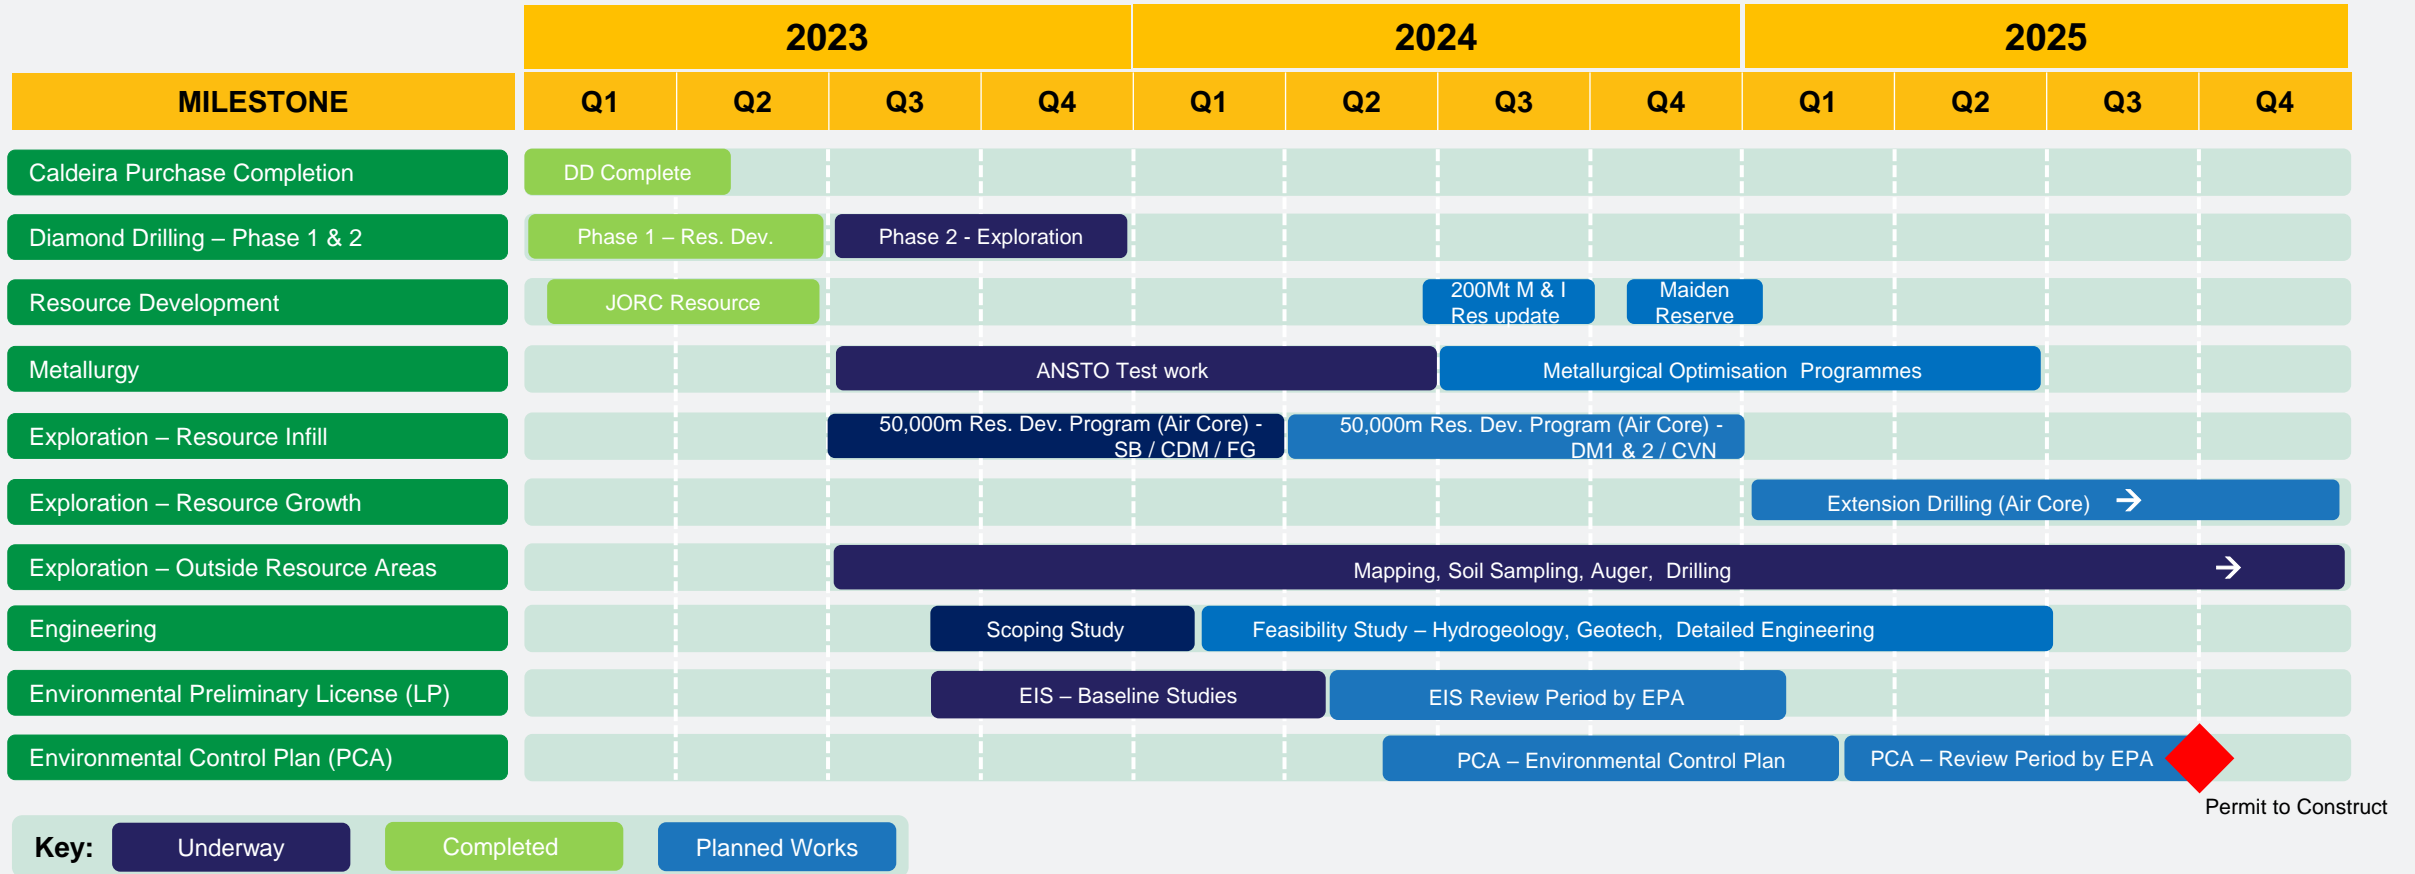 2023 2024 2025
MILESTONE Q1 Q2 Q3 Q4 Q1 Q2 Q3 Q4 Q1 Q2 Q3 Q4
Caldeira Purchase Completion
DD Complete
Diamond Drilling – Phase 1 & 2
Phase 1 – Res. Dev.
Phase 2 - Exploration
Resource Development
JORC Resource
200Mt M & I
Res update
Maiden
Reserve
Metallurgy
ANSTO Test work
Metallurgical Optimisation Programmes
Exploration – Resource Infill
50,000m Res. Dev. Program (Air Core) -
SB / CDM / FG
50,000m Res. Dev. Program (Air Core) -
DM1 & 2 / CVN
Exploration – Resource Growth
Extension Drilling (Air Core) →
Exploration – Outside Resource Areas
Mapping, Soil Sampling, Auger, Drilling →
Engineering
Scoping Study
Feasibility Study – Hydrogeology, Geotech, Detailed Engineering
Environmental Preliminary License (LP)
EIS – Baseline Studies
EIS Review Period by EPA
Environmental Control Plan (PCA)
PCA – Environmental Control Plan
PCA – Review Period by EPA
Permit to Construct
Key: Underway Completed Planned Works